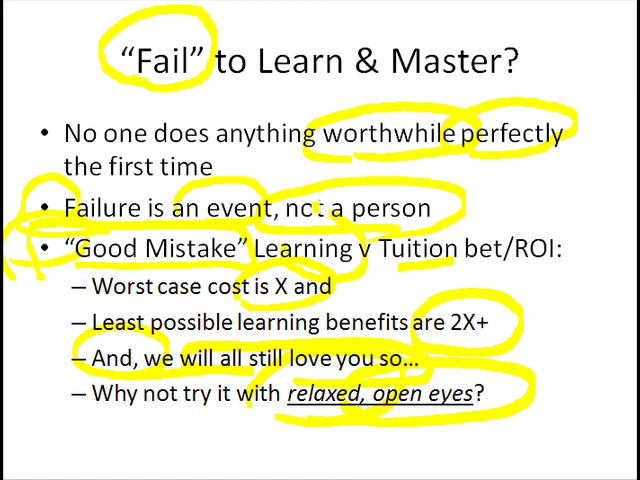 “Fail” to Learn & Master?
• No one does anything worthwhile perfectly
the first time
• Failure is an event, not a person
• “Good Mistake” Learning v Tuition bet/ROI:
– Worst case cost is X and
– Least possible learning benefits are 2X+
– And, we will all still love you so…
– Why not try it with relaxed, open eyes?